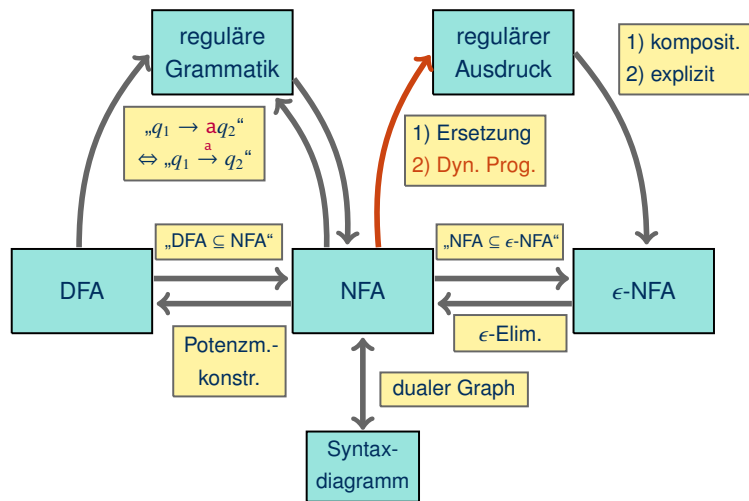 reguläre
Grammatik
regulärer
Ausdruck
1) komposit.
2) explizit
„q₁ → aq₂“
⇔ „q₁ →ᵃ q₂“
1) Ersetzung
2) Dyn. Prog.
„DFA ⊆ NFA“
„NFA ⊆ ϵ-NFA“
DFA
NFA
ϵ-NFA
Potenzm.-
konstr.
ϵ-Elim.
dualer Graph
Syntax-
diagramm